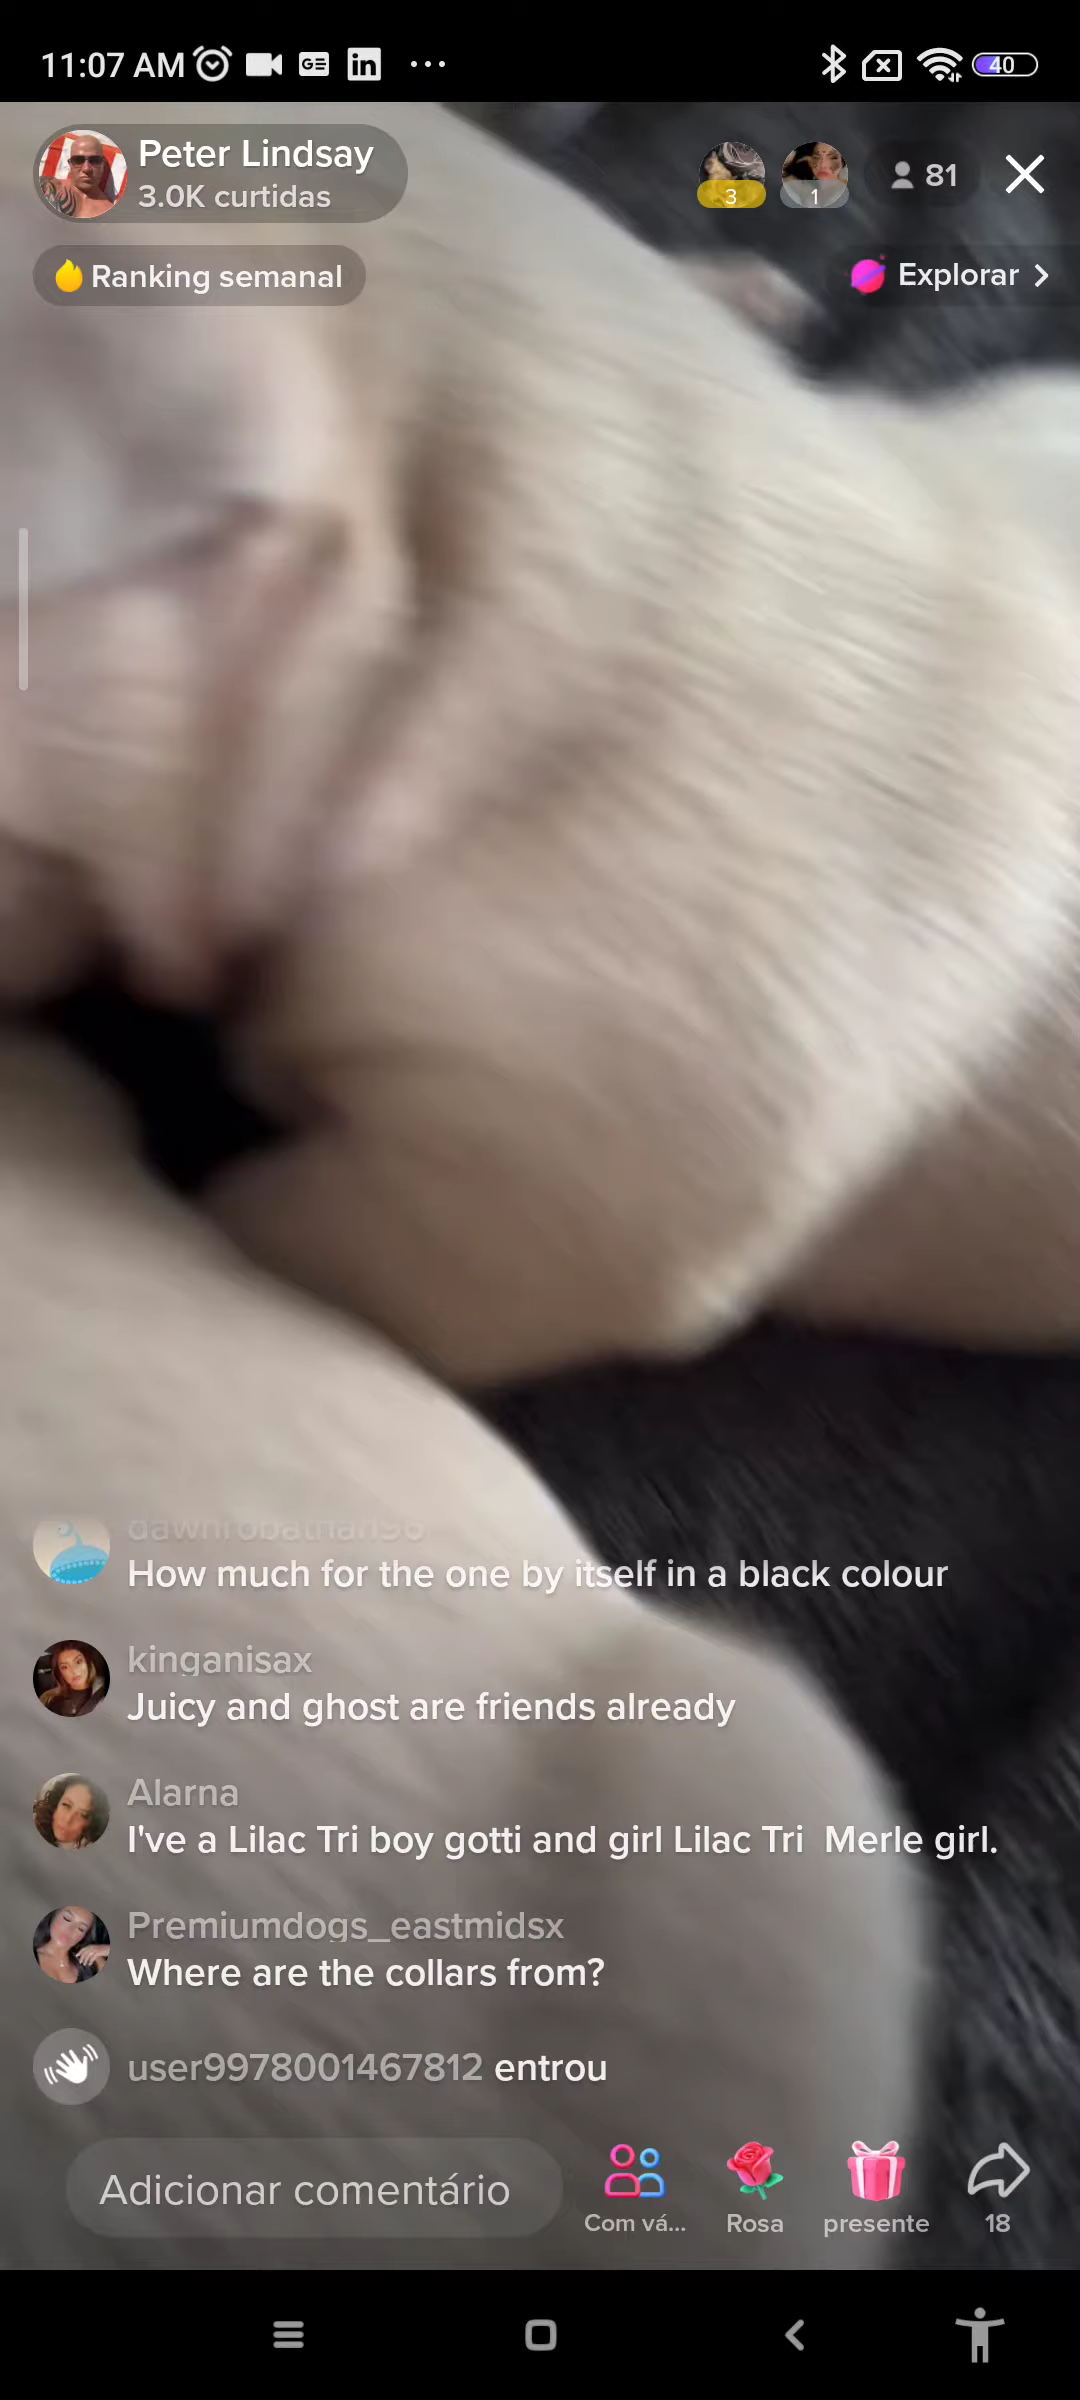 11:07 AM
40
Peter Lindsay
3.0K curtidas
3
1
81
Ranking semanal
Explorar
How much for the one by itself in a black colour
kinganisax
Juicy and ghost are friends already
Alarna
I've a Lilac Tri boy gotti and girl Lilac Tri  Merle girl.
Premiumdogs_eastmidsx
Where are the collars from?
user9978001467812 entrou
Adicionar comentário
Com vá...
Rosa
presente
18